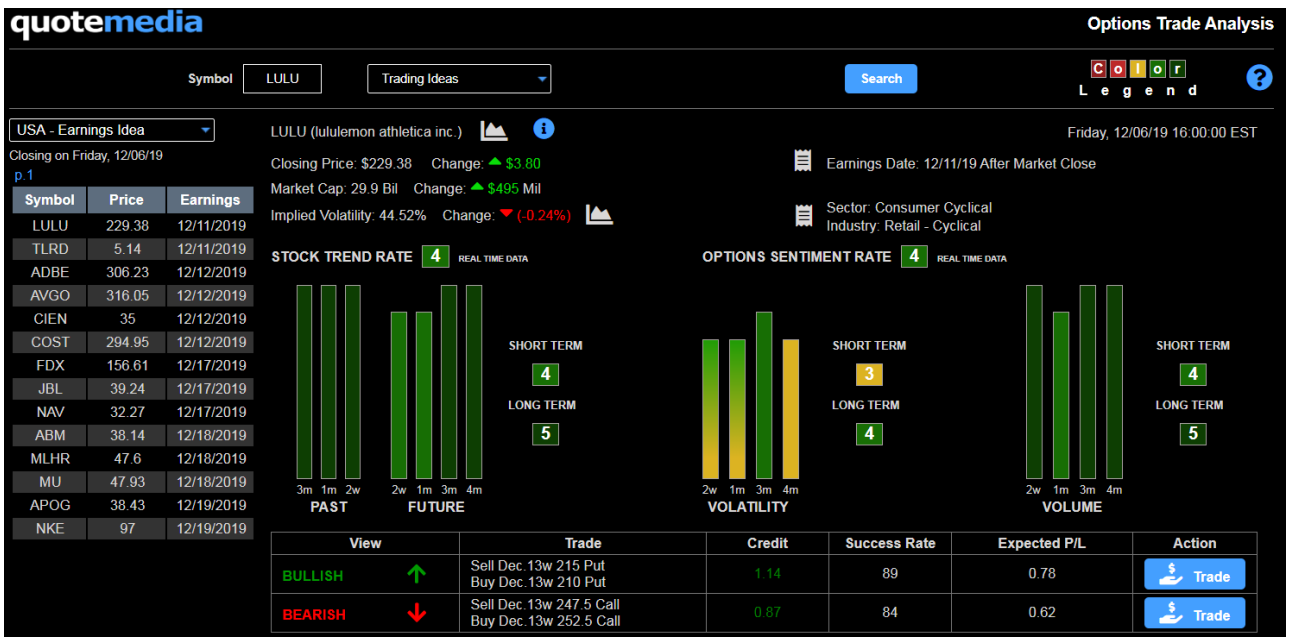 quotemedia
Options Trade Analysis
Symbol LULU Trading Ideas Search
Color
Legend
?
USA - Earnings Idea
Closing on Friday, 12/06/19
p.1
Symbol Price Earnings
LULU 229.38 12/11/2019
TLRD 5.14 12/11/2019
ADBE 306.23 12/12/2019
AVGO 316.05 12/12/2019
CIEN 35 12/12/2019
COST 294.95 12/12/2019
FDX 156.61 12/17/2019
JBL 39.24 12/17/2019
NAV 32.27 12/17/2019
ABM 38.14 12/18/2019
MLHR 47.6 12/18/2019
MU 47.93 12/18/2019
APOG 38.43 12/19/2019
NKE 97 12/19/2019
LULU (lululemon athletica inc.) i
Friday, 12/06/19 16:00:00 EST
Closing Price: $229.38 Change: $3.80
Market Cap: 29.9 Bil Change: $495 Mil
Implied Volatility: 44.52% Change: (-0.24%)
Earnings Date: 12/11/19 After Market Close
Sector: Consumer Cyclical
Industry: Retail - Cyclical
STOCK TREND RATE 4 REAL TIME DATA
SHORT TERM
4
LONG TERM
5
3m 1m 2w 2w 1m 3m 4m
PAST FUTURE
OPTIONS SENTIMENT RATE 4 REAL TIME DATA
SHORT TERM
3
LONG TERM
4
2w 1m 3m 4m
VOLATILITY
SHORT TERM
4
LONG TERM
5
2w 1m 3m 4m
VOLUME
View Trade Credit Success Rate Expected P/L Action
BULLISH Sell Dec.13w 215 Put
Buy Dec.13w 210 Put 1.14 89 0.78 $ Trade
BEARISH Sell Dec.13w 247.5 Call
Buy Dec.13w 252.5 Call 0.87 84 0.62 $ Trade